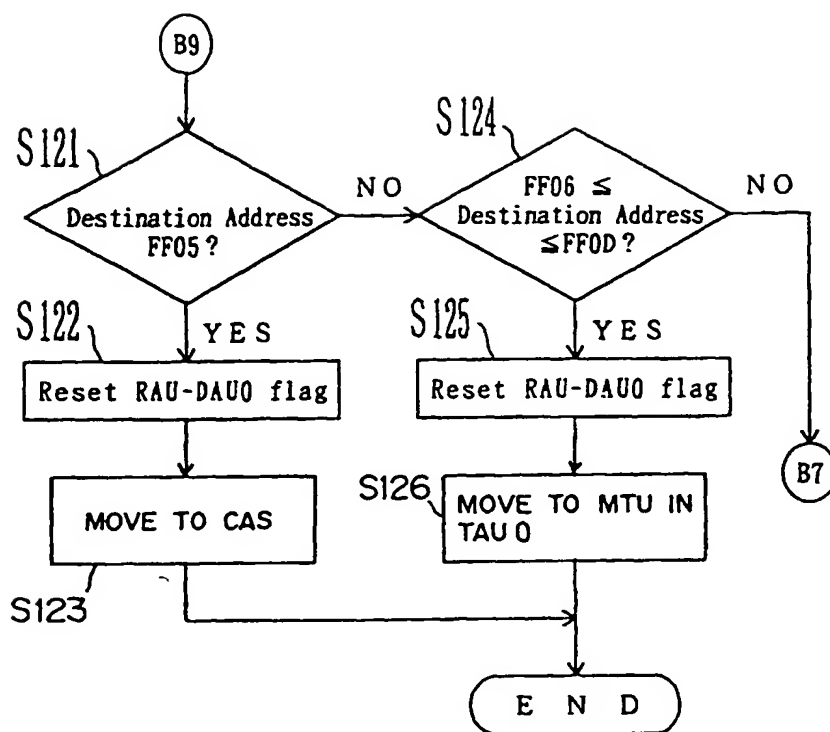 B9
S121
Destination Address
FF05?
NO
S124
FF06 ≦
Destination Address
≦FF0D?
NO
S122
YES
Reset RAU-DAU0 flag
S125
YES
Reset RAU-DAU0 flag
B7
MOVE TO CAS
S123
S126
MOVE TO MTU IN
TAU 0
END